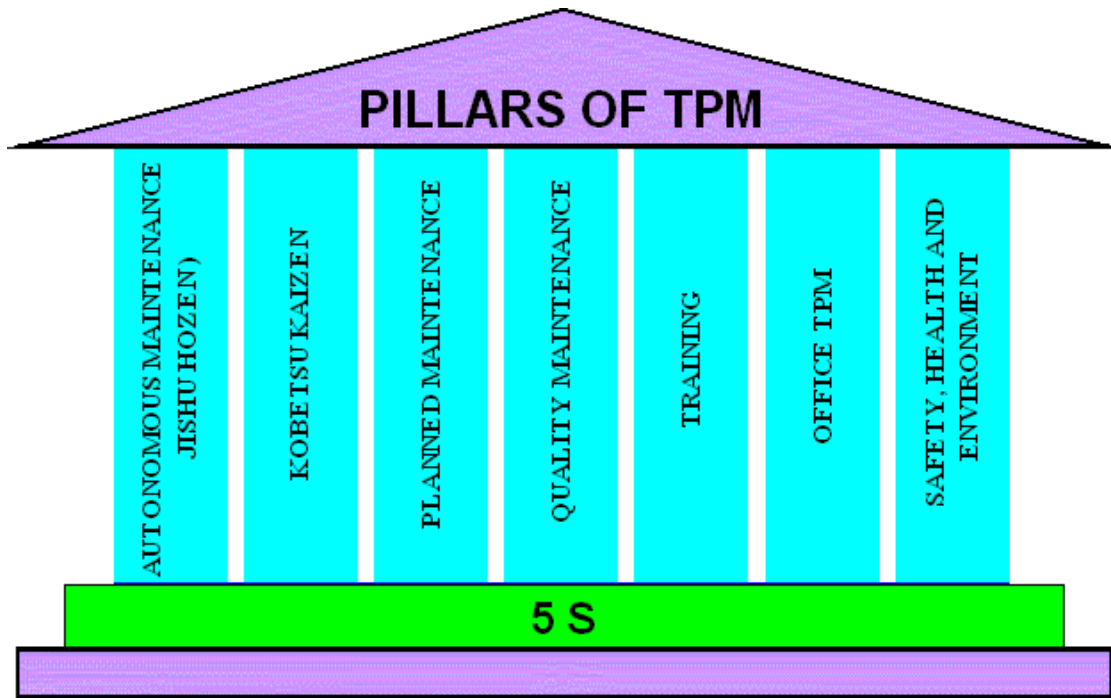 PILLARS OF TPM
AUTONOMOUS MAINTENANCE
JISHU HOZEN )
KOBETSU KAIZEN
PLANNED MAINTENANCE
QUALITY MAINTENANCE
TRAINING
OFFICE TPM
SAFETY, HEALTH AND
ENVIRONMENT
5 S